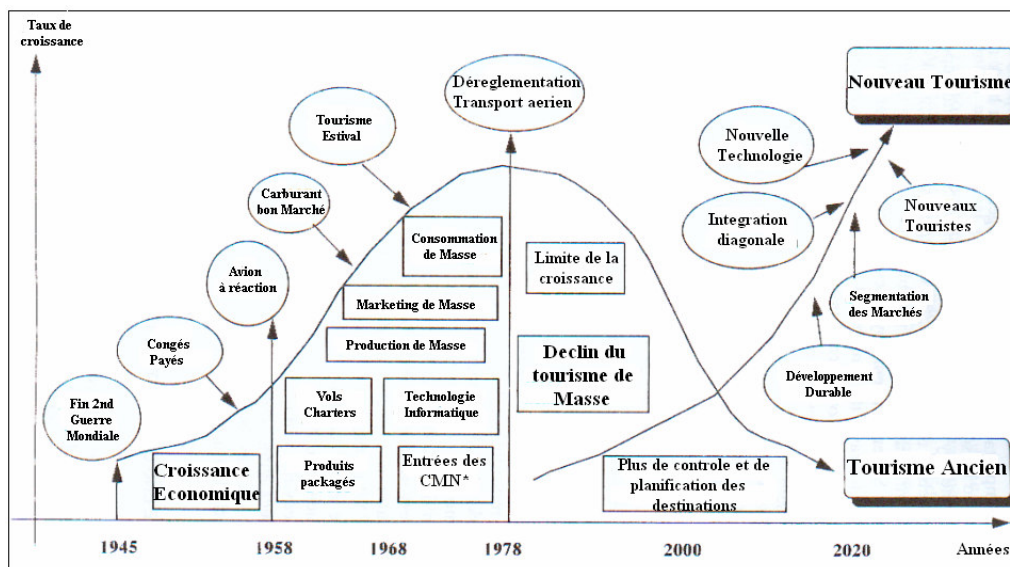 Taux de
croissance
Déreglementation
Transport aerien
Nouveau Tourisme
Tourisme
Estival
Nouvelle
Technologie
Carburant
bon Marché
Integration
diagonale
Nouveaux
Touristes
Consommation
de Masse
Limite de la
croissance
Avion
à réaction
Marketing de Masse
Segmentation
des Marchés
Congés
Payés
Production de Masse
Declin du
tourisme de
Masse
Développement
Durable
Fin 2nd
Guerre
Mondiale
Vols
Charters
Technologie
Informatique
Croissance
Economique
Produits
packagés
Entrées des
CMN*
Plus de controle et de
planification des
destinations
Tourisme Ancien
1945
1958
1968
1978
2000
2020
Années